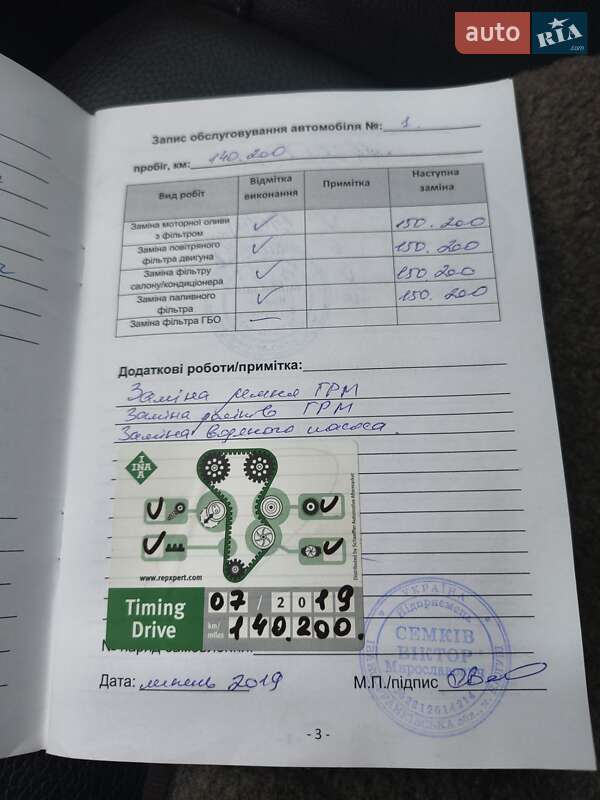 auto RIA .com
Запис обслуговування автомобіля №: 1
пробіг, км: 140.200
Вид робіт Відмітка виконання Примітка Наступна заміна
Заміна моторної оливи з фільтром ✓ 150.200
Заміна повітряного фільтра двигуна ✓ 150.200
Заміна фільтру салону/кондиціонера ✓ 150 200
Заміна паливного фільтра ✓ 150. 200
Заміна фільтра ГБО —
Додаткові роботи/примітка:
Заміна ременя ГРМ
Заміна роликів ГРМ
Заміна водяного насоса.
INA
www.repxpert.com
Distributed by Schaeffler Automotive Aftermarket
Timing Drive
07 / 2019
km/ miles 140.200.
Дата: липень 2019 М.П./підпис
УКРАЇНА
Підприємець
СЕМКІВ
ВІКТОР
Мирославович
- 3 -